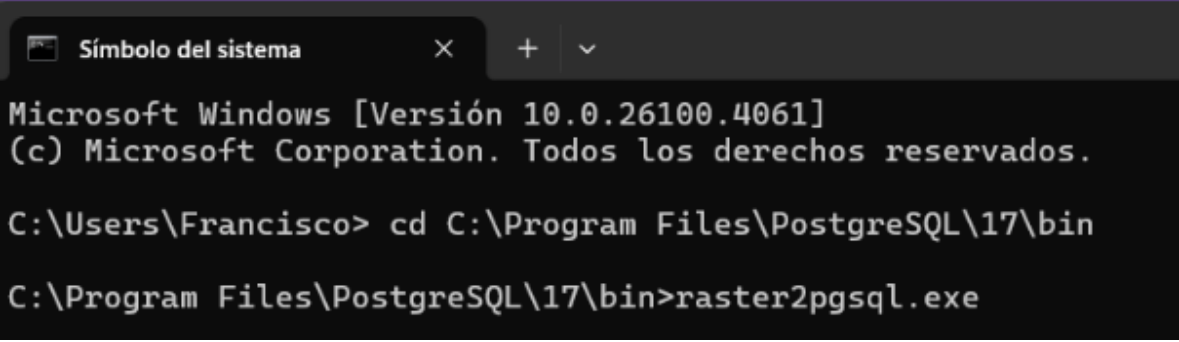 Símbolo del sistema
Microsoft Windows [Versión 10.0.26100.4061]
(c) Microsoft Corporation. Todos los derechos reservados.
C:\Users\Francisco> cd C:\Program Files\PostgreSQL\17\bin
C:\Program Files\PostgreSQL\17\bin>raster2pgsql.exe